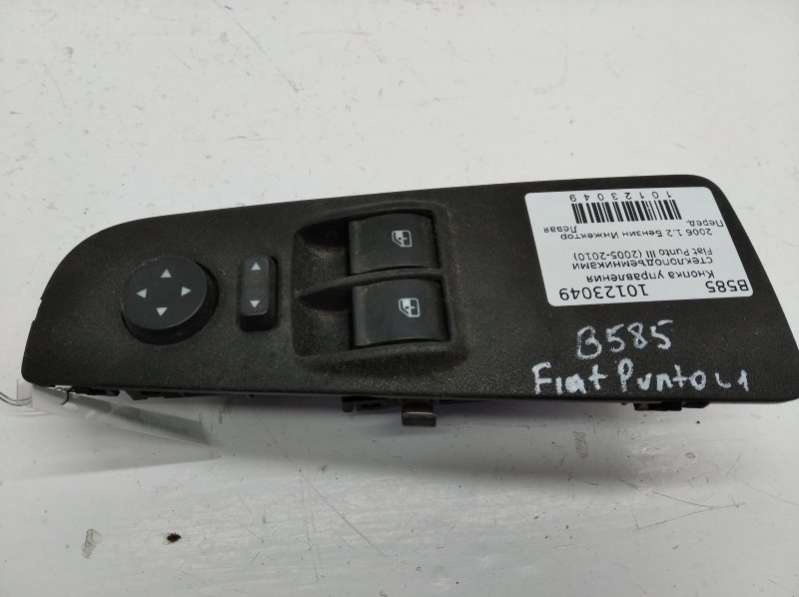 B585
10123049
Кнопка управления
стеклоподъемниками
Fiat Punto III (2005-2010)
2006 1.2 Бензин Инжектор
Левая
Перед.
10123049
B585
Fiat Punto L1